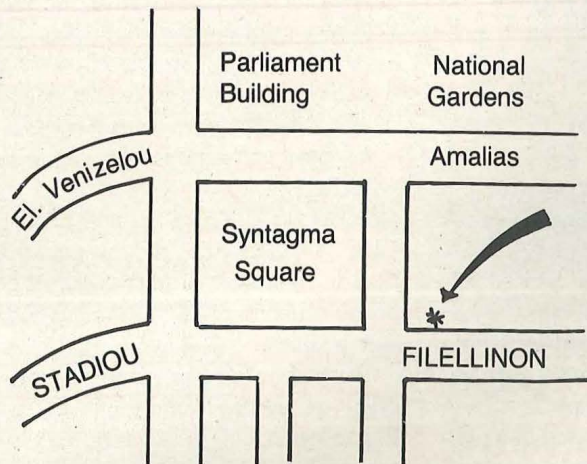 Parliament
Building
National
Gardens
El. Venizelou
Amalias
Syntagma
Square
*
STADIOU
FILELLINON